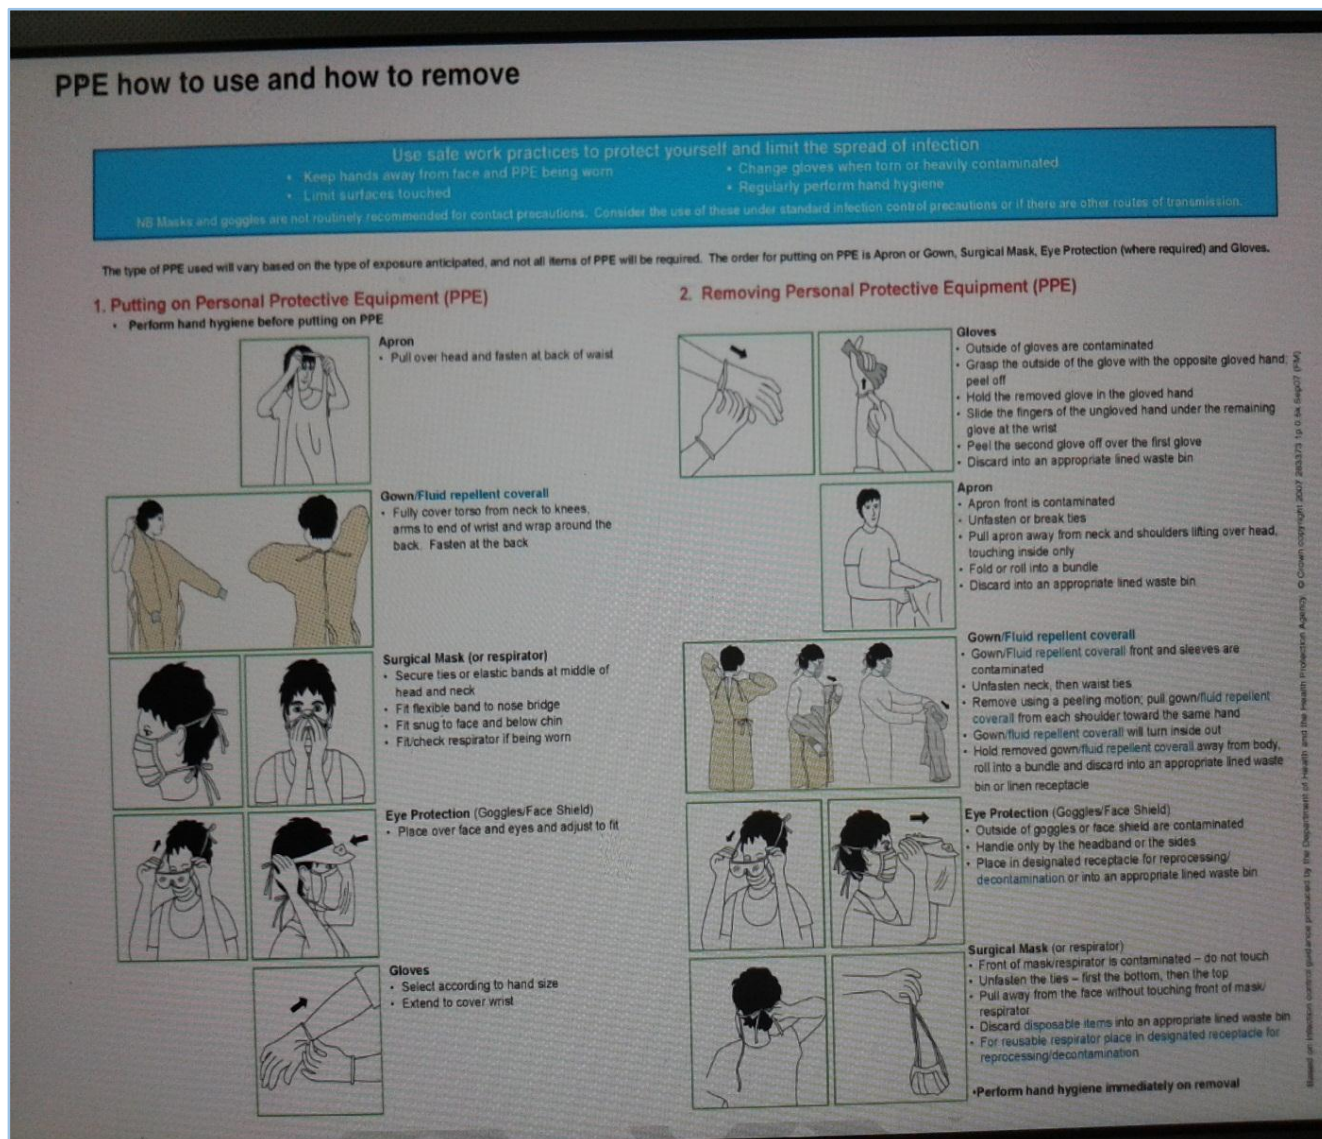 PPE how to use and how to remove
Use safe work practices to protect yourself and limit the spread of infection
• Keep hands away from face and PPE being worn
• Limit surfaces touched
• Change gloves when torn or heavily contaminated
• Regularly perform hand hygiene
NB Masks and goggles are not routinely recommended for contact precautions. Consider the use of these under standard infection control precautions or if there are other routes of transmission.
The type of PPE used will vary based on the type of exposure anticipated, and not all items of PPE will be required. The order for putting on PPE is Apron or Gown, Surgical Mask, Eye Protection (where required) and Gloves.
1. Putting on Personal Protective Equipment (PPE)
• Perform hand hygiene before putting on PPE
Apron
• Pull over head and fasten at back of waist
Gown/Fluid repellent coverall
• Fully cover torso from neck to knees,
arms to end of wrist and wrap around the
back. Fasten at the back
Surgical Mask (or respirator)
• Secure ties or elastic bands at middle of
head and neck
• Fit flexible band to nose bridge
• Fit snug to face and below chin
• Fit/check respirator if being worn
Eye Protection (Goggles/Face Shield)
• Place over face and eyes and adjust to fit
Gloves
• Select according to hand size
• Extend to cover wrist
2. Removing Personal Protective Equipment (PPE)
Gloves
• Outside of gloves are contaminated
• Grasp the outside of the glove with the opposite gloved hand;
peel off
• Hold the removed glove in the gloved hand
• Slide the fingers of the ungloved hand under the remaining
glove at the wrist
• Peel the second glove off over the first glove
• Discard into an appropriate lined waste bin
Apron
• Apron front is contaminated
• Unfasten or break ties
• Pull apron away from neck and shoulders lifting over head,
touching inside only
• Fold or roll into a bundle
• Discard into an appropriate lined waste bin
Gown/Fluid repellent coverall
• Gown/Fluid repellent coverall front and sleeves are
contaminated
• Unfasten neck, then waist ties
• Remove using a peeling motion; pull gown/fluid repellent
coverall from each shoulder toward the same hand
• Gown/fluid repellent coverall will turn inside out
• Hold removed gown/fluid repellent coverall away from body,
roll into a bundle and discard into an appropriate lined waste
bin or linen receptacle
Eye Protection (Goggles/Face Shield)
• Outside of goggles or face shield are contaminated
• Handle only by the headband or the sides
• Place in designated receptacle for reprocessing/
decontamination or into an appropriate lined waste bin
Surgical Mask (or respirator)
• Front of mask/respirator is contaminated – do not touch
• Unfasten the ties – first the bottom, then the top
• Pull away from the face without touching front of mask/
respirator
• Discard disposable items into an appropriate lined waste bin
• For reusable respirator place in designated receptacle for
reprocessing/decontamination
•Perform hand hygiene immediately on removal
Based on infection control guidance produced by the Department of Health and the Health Protection Agency. © Crown copyright 2007 283373 1p 0.5k Sep07